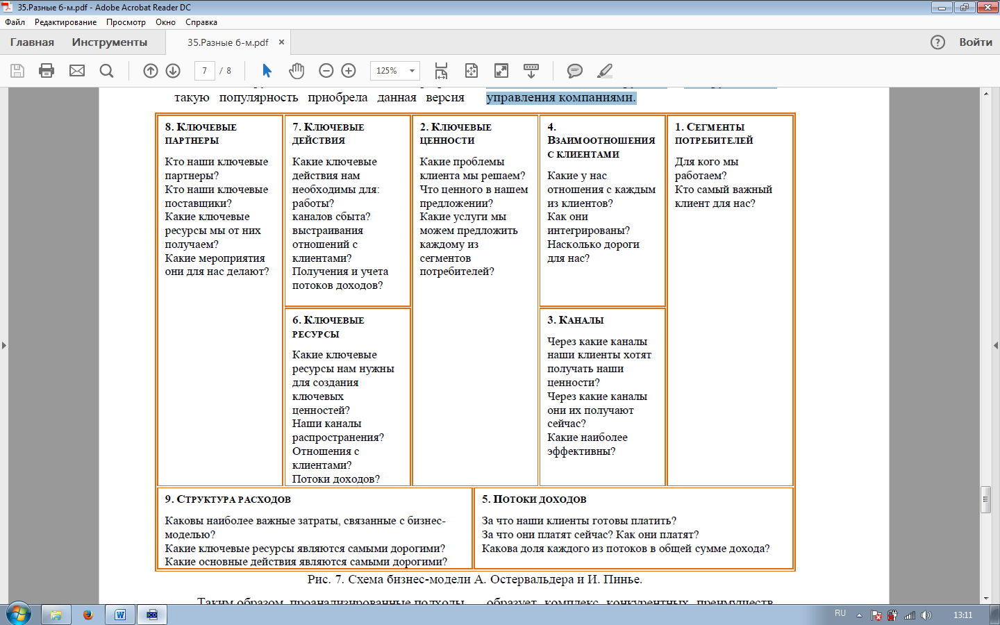 35.Разные б-м.pdf - Adobe Acrobat Reader DC
Файл Редактирование Просмотр Окно Справка
Главная Инструменты 35.Разные б-м.pdf × ? Войти
7 / 8 125%
такую популярность приобрела данная версия
управления компаниями.
8. Ключевые
партнеры
Кто наши ключевые
партнеры?
Кто наши ключевые
поставщики?
Какие ключевые
ресурсы мы от них
получаем?
Какие мероприятия
они для нас делают?
7. Ключевые
действия
Какие ключевые
действия нам
необходимы для:
работы?
каналов сбыта?
выстраивания
отношений с
клиентами?
Получения и учета
потоков доходов?
6. Ключевые
ресурсы
Какие ключевые
ресурсы нам нужны
для создания
ключевых
ценностей?
Наши каналы
распространения?
Отношения с
клиентами?
Потоки доходов?
2. Ключевые
ценности
Какие проблемы
клиента мы решаем?
Что ценного в нашем
предложении?
Какие услуги мы
можем предложить
каждому из
сегментов
потребителей?
4.
Взаимоотношения
с клиентами
Какие у нас
отношения с каждым
из клиентов?
Как они
интегрированы?
Насколько дороги
для нас?
3. Каналы
Через какие каналы
наши клиенты хотят
получать наши
ценности?
Через какие каналы
они их получают
сейчас?
Какие наиболее
эффективны?
1. Сегменты
потребителей
Для кого мы
работаем?
Кто самый важный
клиент для нас?
9. Структура расходов
Каковы наиболее важные затраты, связанные с бизнес-
моделью?
Какие ключевые ресурсы являются самыми дорогими?
Какие основные действия являются самыми дорогими?
5. Потоки доходов
За что наши клиенты готовы платить?
За что они платят сейчас? Как они платят?
Какова доля каждого из потоков в общей сумме дохода?
Рис. 7. Схема бизнес-модели А. Остервальдера и И. Пинье.
Таким образом, проанализированные подходы
образует комплекс конкурентных преимуществ
W ICO RU 13:11